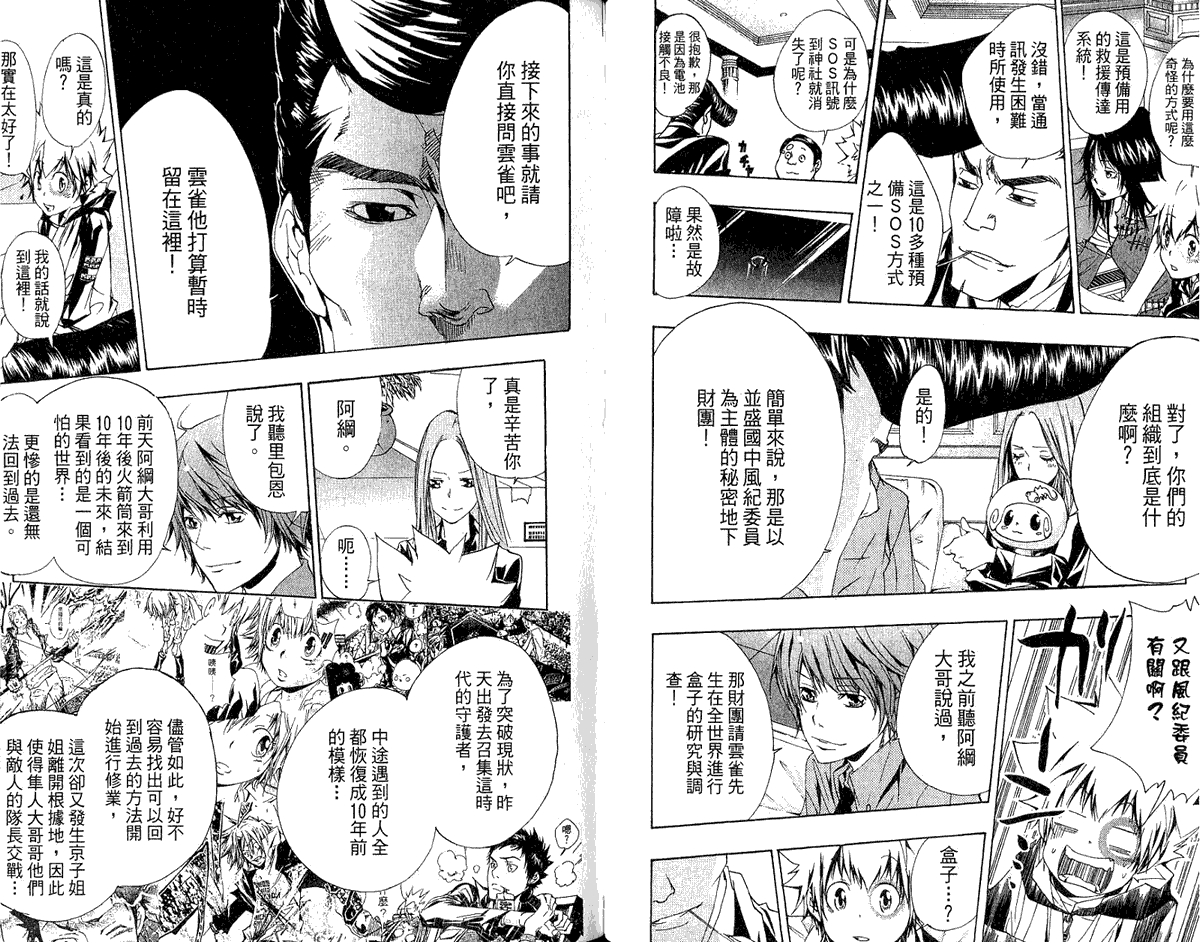 為什麼要用這麼
奇怪的方式呢？
這是預備用
的救援傳達
系統！
沒錯，當通
訊發生困難
時所使用，
這是10多種預
備SOS方式
之一！
可是為什麼
SOS訊號
到神社就消
失了呢？
很抱歉，那
是因為電池
接觸不良！
果然是故
障啦…
對了，你們的
組織到底是什
麼啊？
是的！
簡單來說，那是以
並盛國中風紀委員
為主體的秘密地下
財團！
又跟風紀委員
有關啊？
我之前聽阿綱
大哥說過，
那財團請雲雀先
生在全世界進行
盒子的研究與調
查！
盒子…？
接下來的事就請
你直接問雲雀吧，
雲雀他打算暫時
留在這裡！
這是真的
嗎？
那實在太好了！
我的話就說
到這裡！
真是辛苦你
了，
阿綱。
呃……
我聽里包恩
說了。
前天阿綱大哥利用
10年後火箭筒來到
10年後的未來，結
果看到的是一個可
怕的世界…
更慘的是還無
法回到過去。
為了突破現狀，昨
天出發去召集這時
代的守護者，
中途遇到的人全
都恢復成10年前
的模樣…
嗯？
麼？
咦咦…？
儘管如此，好不
容易找出可以回
到過去的方法開
始進行修業，
這次卻又發生京子姐
姐離開根據地，因此
使得隼人大哥哥他們
與敵人的隊長交戰…